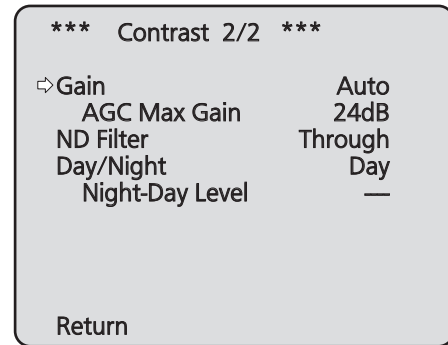 *** Contrast 2/2 ***
⇨Gain Auto
AGC Max Gain 24dB
ND Filter Through
Day/Night Day
Night-Day Level ––
Return